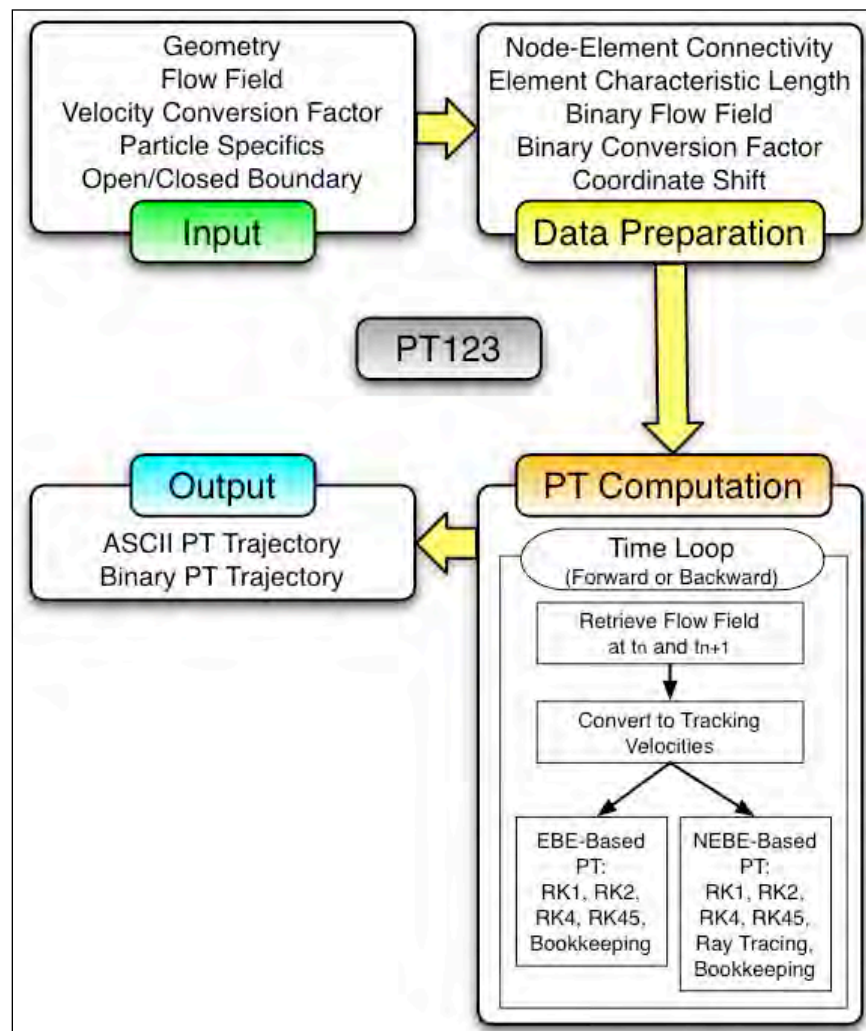 Geometry
Flow Field
Velocity Conversion Factor
Particle Specifics
Open/Closed Boundary
Input
Node-Element Connectivity
Element Characteristic Length
Binary Flow Field
Binary Conversion Factor
Coordinate Shift
Data Preparation
PT123
Output
ASCII PT Trajectory
Binary PT Trajectory
PT Computation
Time Loop
(Forward or Backward)
Retrieve Flow Field
at tn and tn+1
Convert to Tracking
Velocities
EBE-Based
PT:
RK1, RK2,
RK4, RK45,
Bookkeeping
NEBE-Based
PT:
RK1, RK2,
RK4, RK45,
Ray Tracing,
Bookkeeping